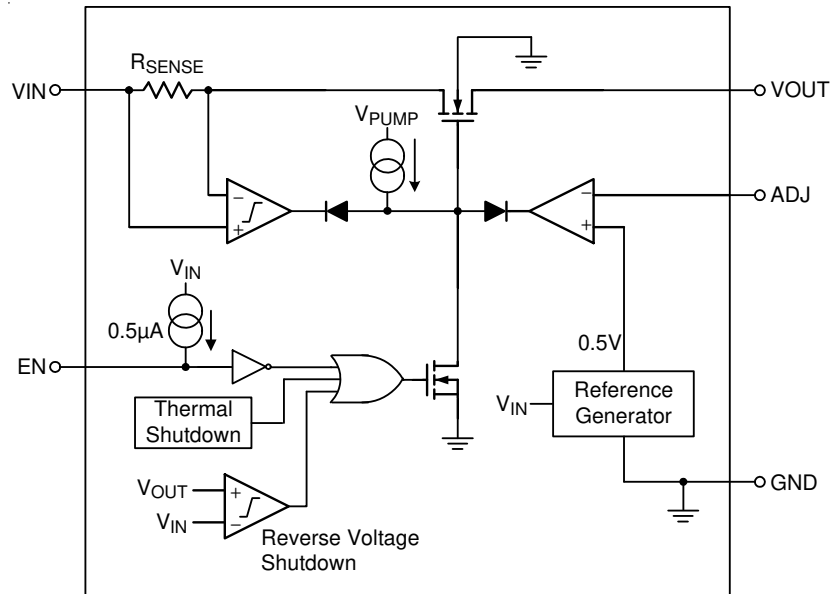 RSENSE
VIN
VOUT
VPUMP
ADJ
−
+
−
+
VIN
0.5µA
0.5V
EN
Thermal
Shutdown
VIN
Reference
Generator
VOUT
+
VIN
−
GND
Reverse Voltage
Shutdown